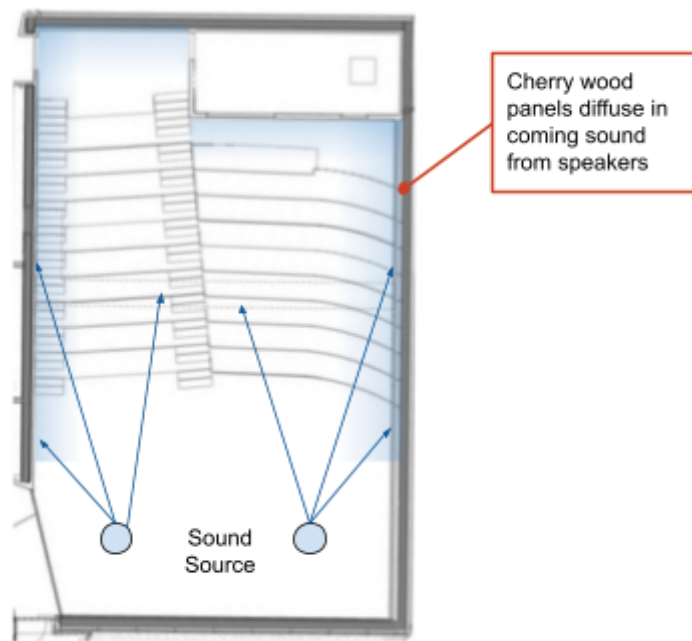 Cherry wood
panels diffuse in
coming sound
from speakers
Sound
Source